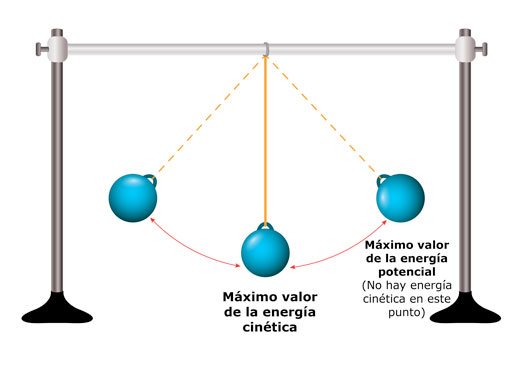 Máximo valor
de la energía
cinética
Máximo valor
de la energía
potencial
(No hay energía
cinética en este
punto)